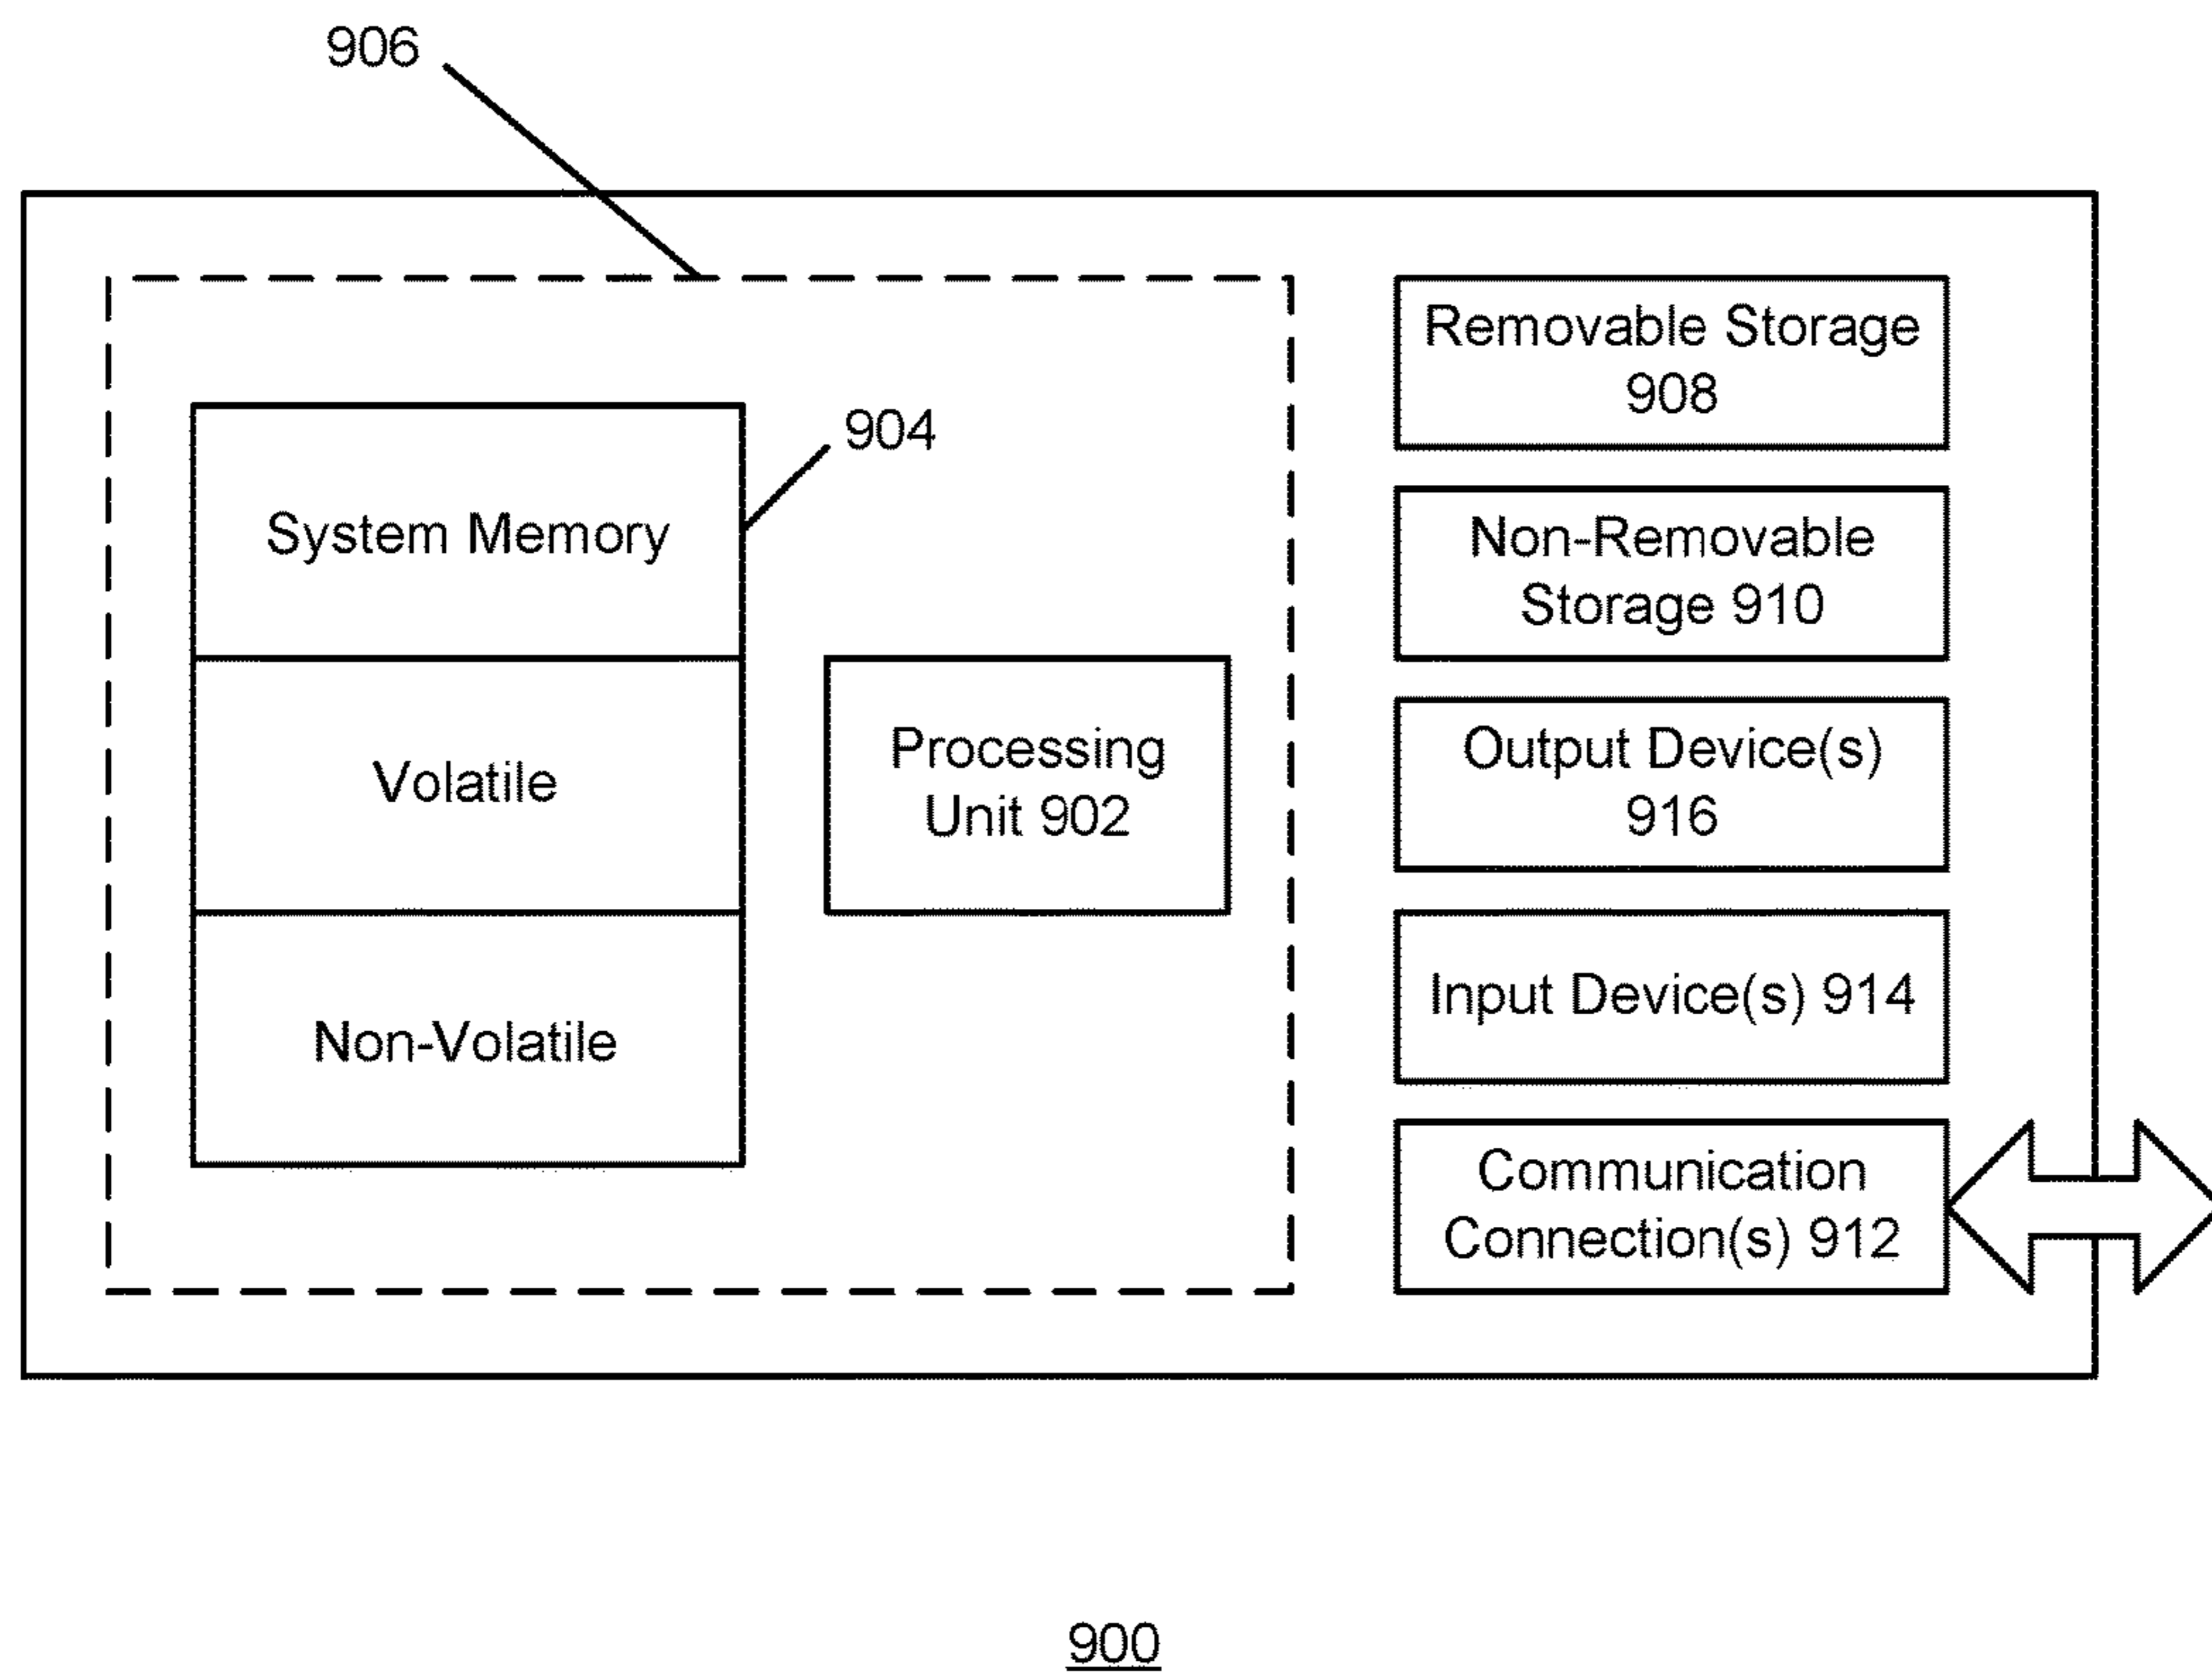 906
904
System Memory
Volatile
Non-Volatile
Processing
Unit 902
Removable Storage
908
Non-Removable
Storage 910
Output Device(s)
916
Input Device(s) 914
Communication
Connection(s) 912
900